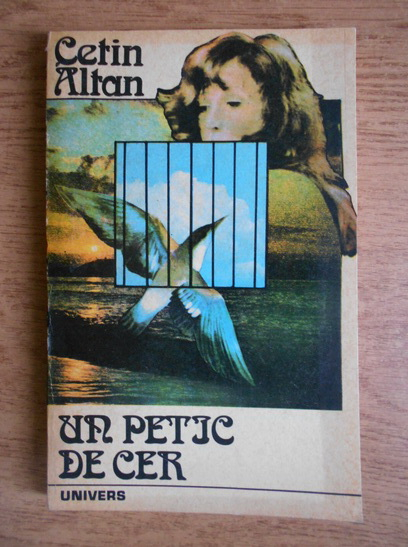 Cetin
Altan
UN PETIC
DE CER
UNIVERS